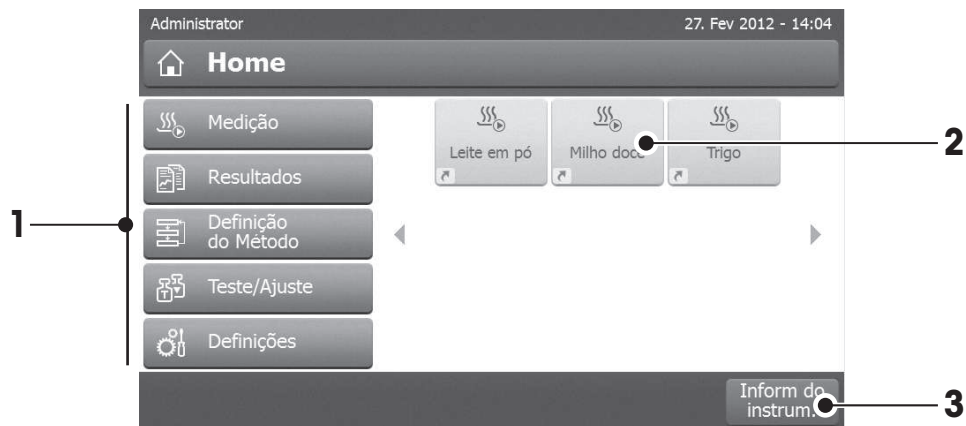 Administrator 27. Fev 2012 - 14:04
Home
1
Medição
Resultados
Definição
do Método
Teste/Ajuste
Definições
Leite em pó
Milho doce
Trigo
2
Inform do
instrum.
3